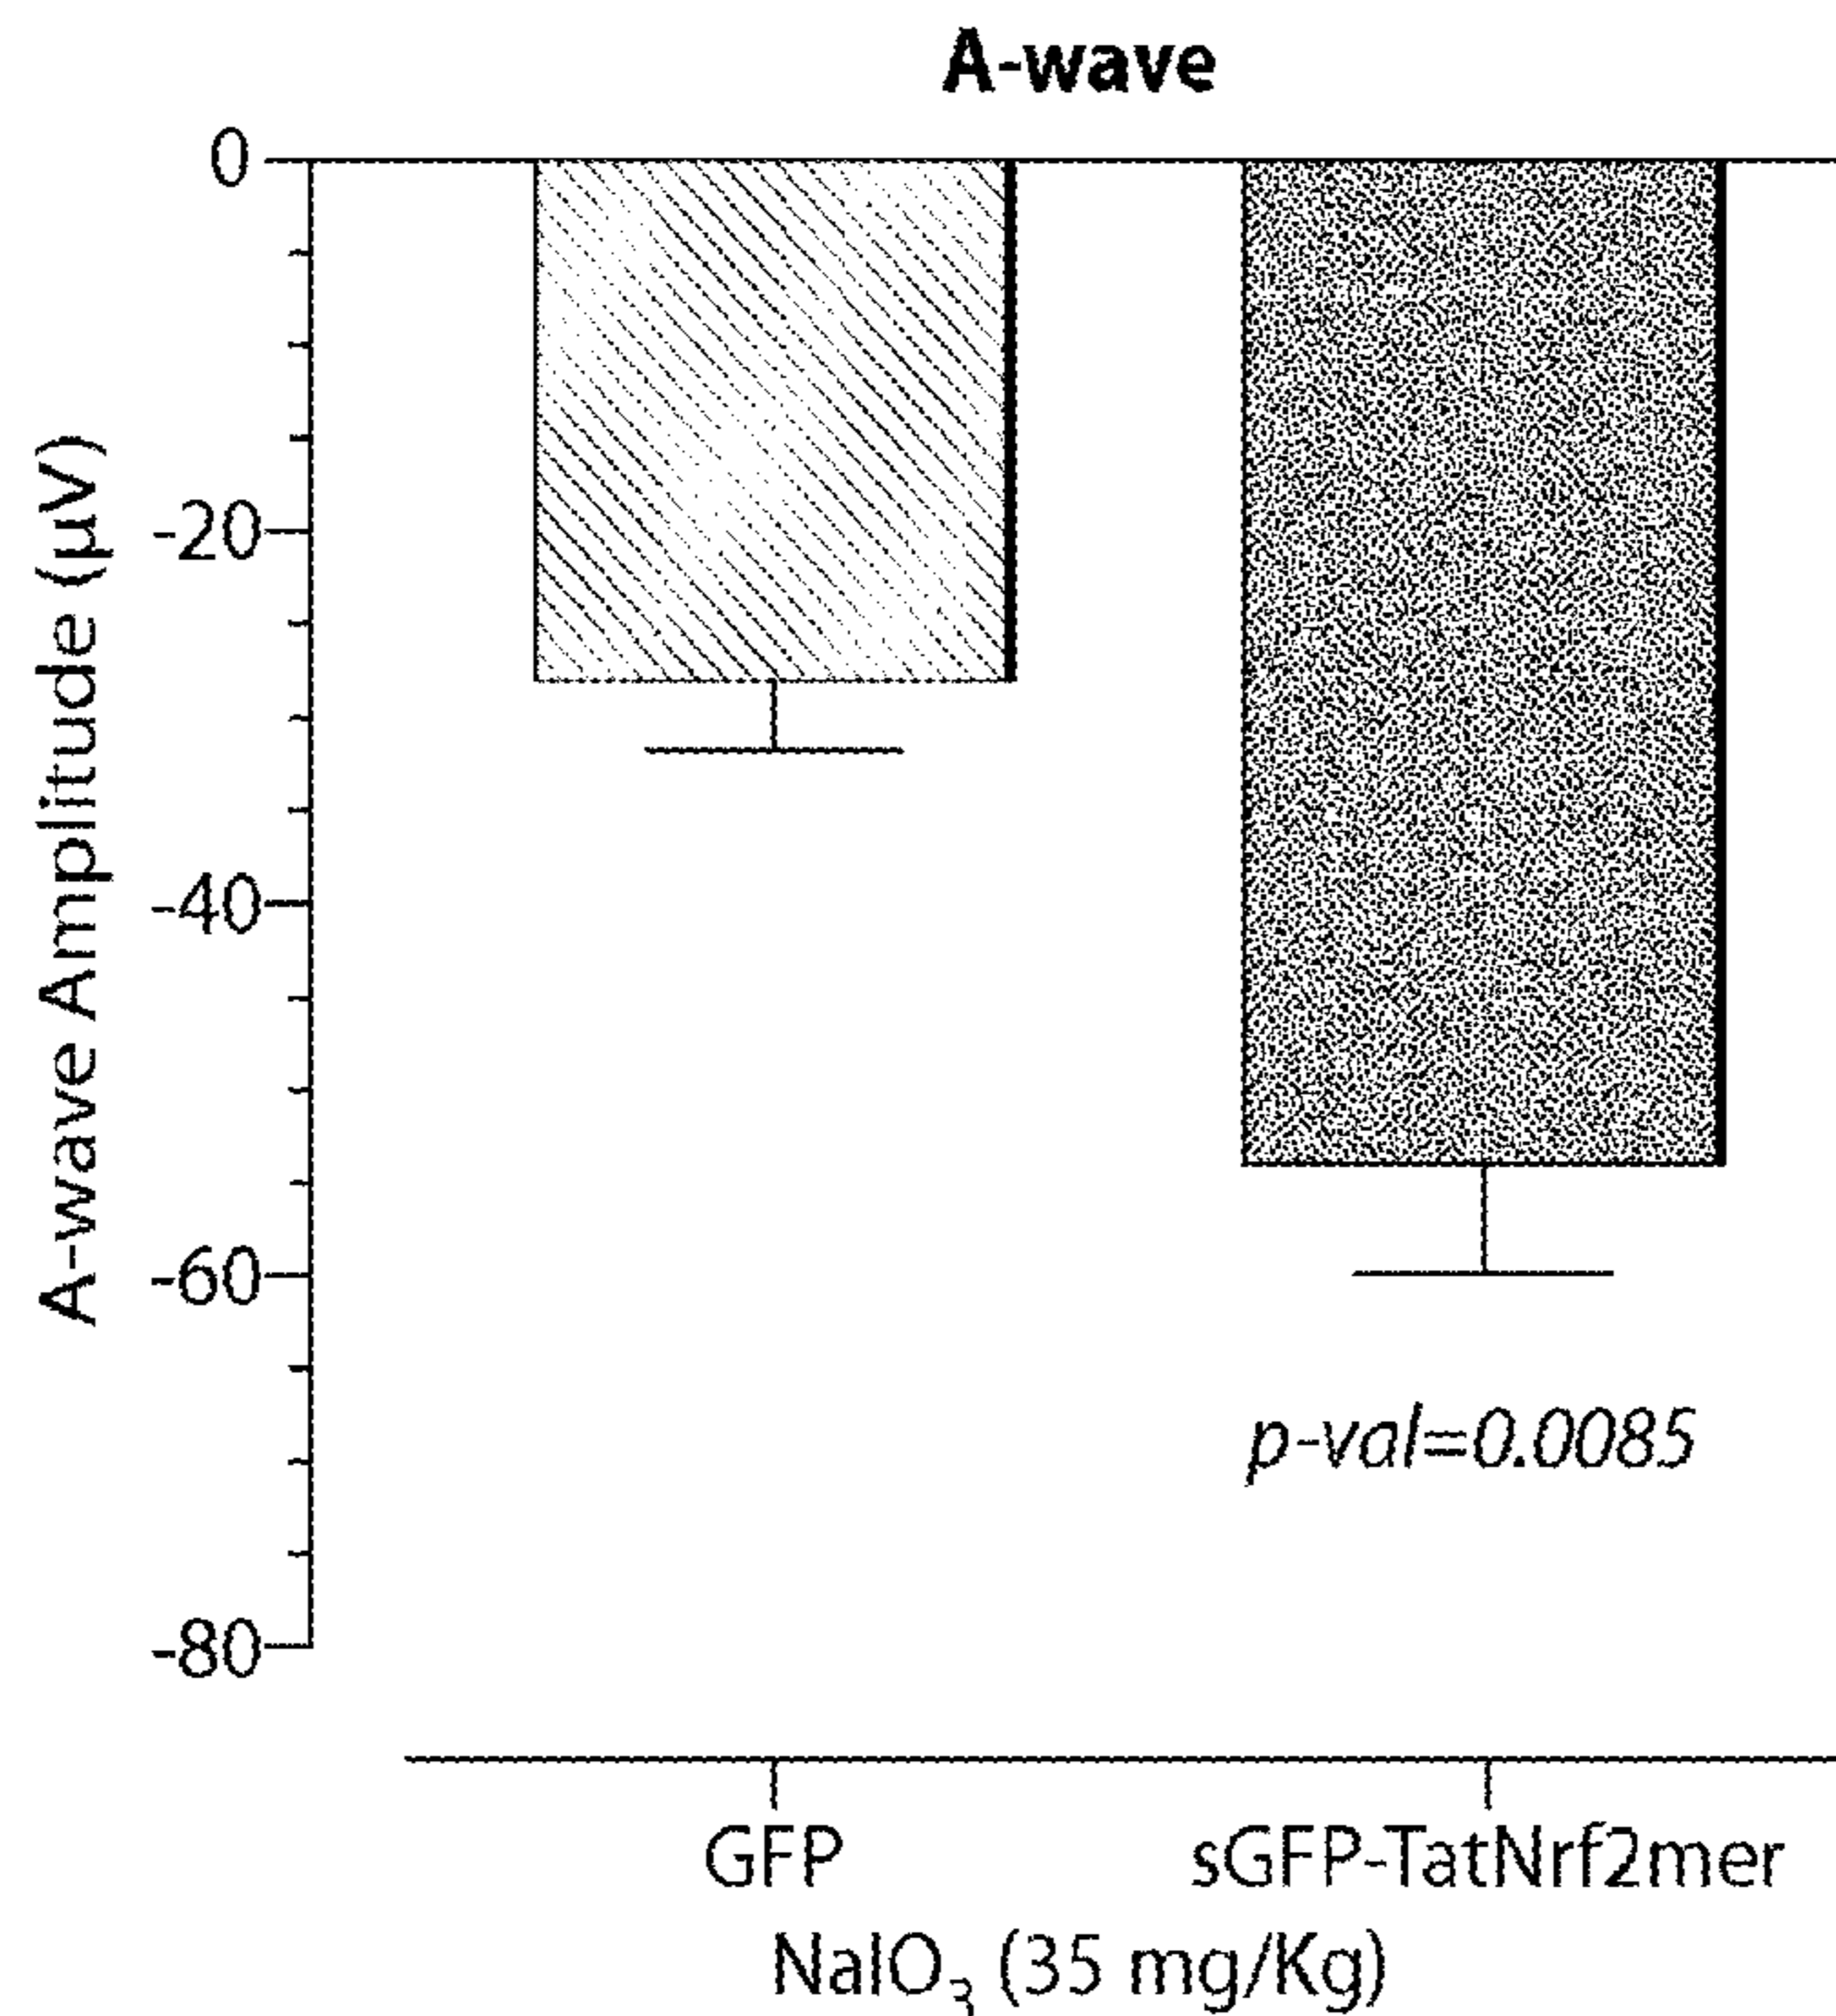 A-wave
0
-20
-40
-60
-80
A-wave Amplitude (µV)
p-val=0.0085
GFP
sGFP-TatNrf2mer
NaIO₃ (35 mg/Kg)